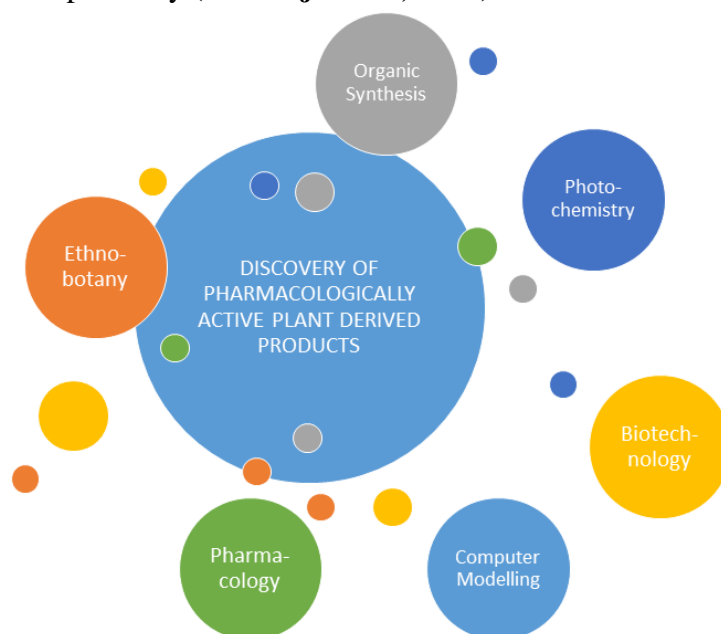 Organic
Synthesis
Photo-
chemistry
Ethno-
botany
DISCOVERY OF
PHARMACOLOGICALLY
ACTIVE PLANT DERIVED
PRODUCTS
Biotech-
nology
Pharma-
cology
Computer
Modelling